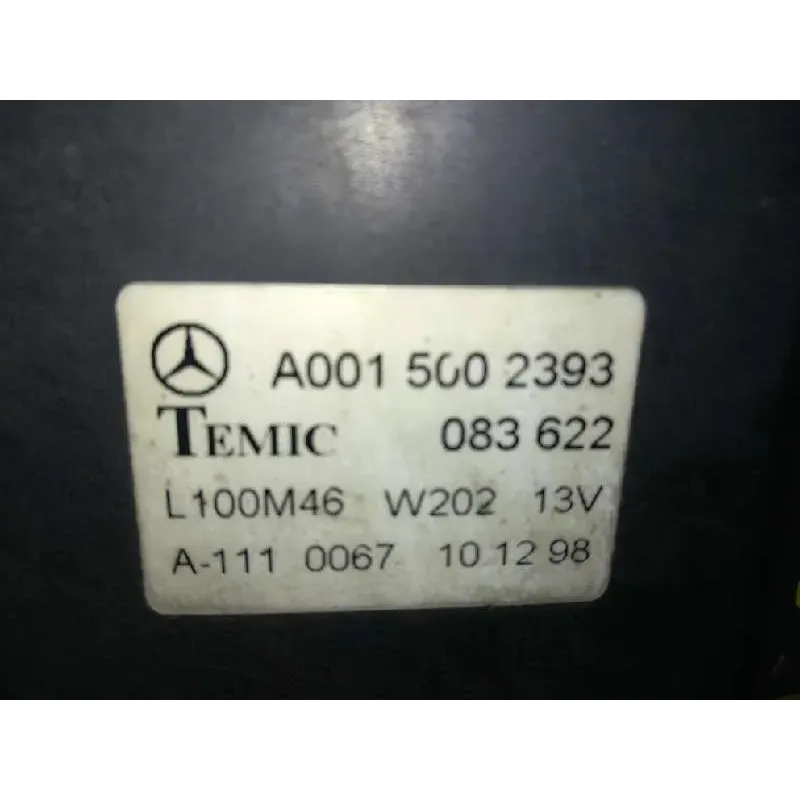 A001 500 2393
TEMIC 083 622
L100M46 W202 13V
A-111 0067 10 12 98